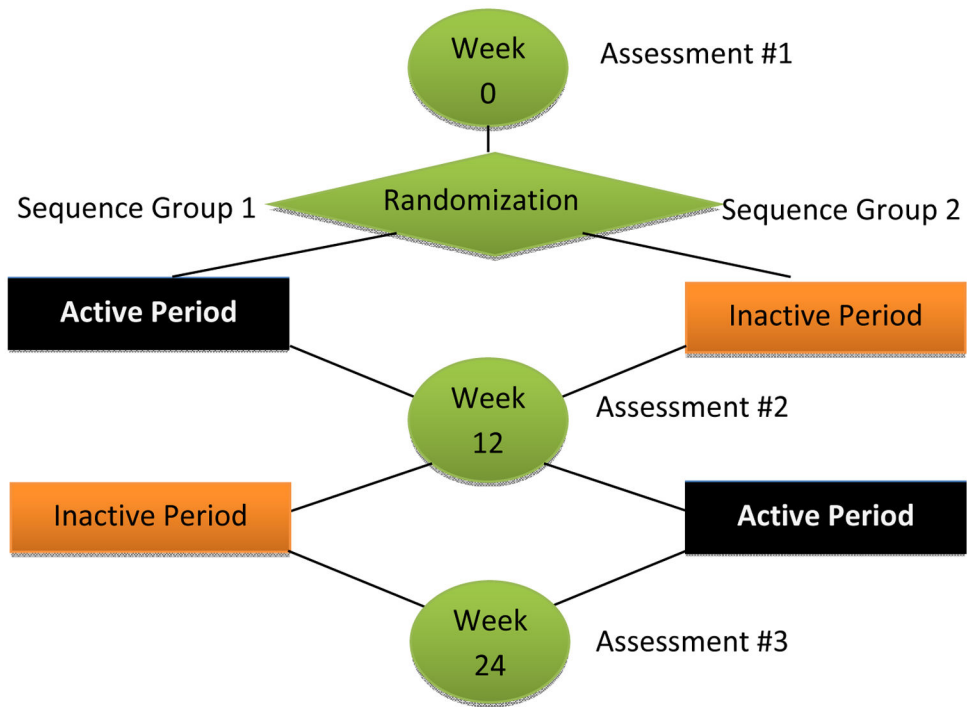 Week
0
Assessment #1
Randomization
Sequence Group 1
Sequence Group 2
Active Period
Inactive Period
Week
12
Assessment #2
Inactive Period
Active Period
Week
24
Assessment #3